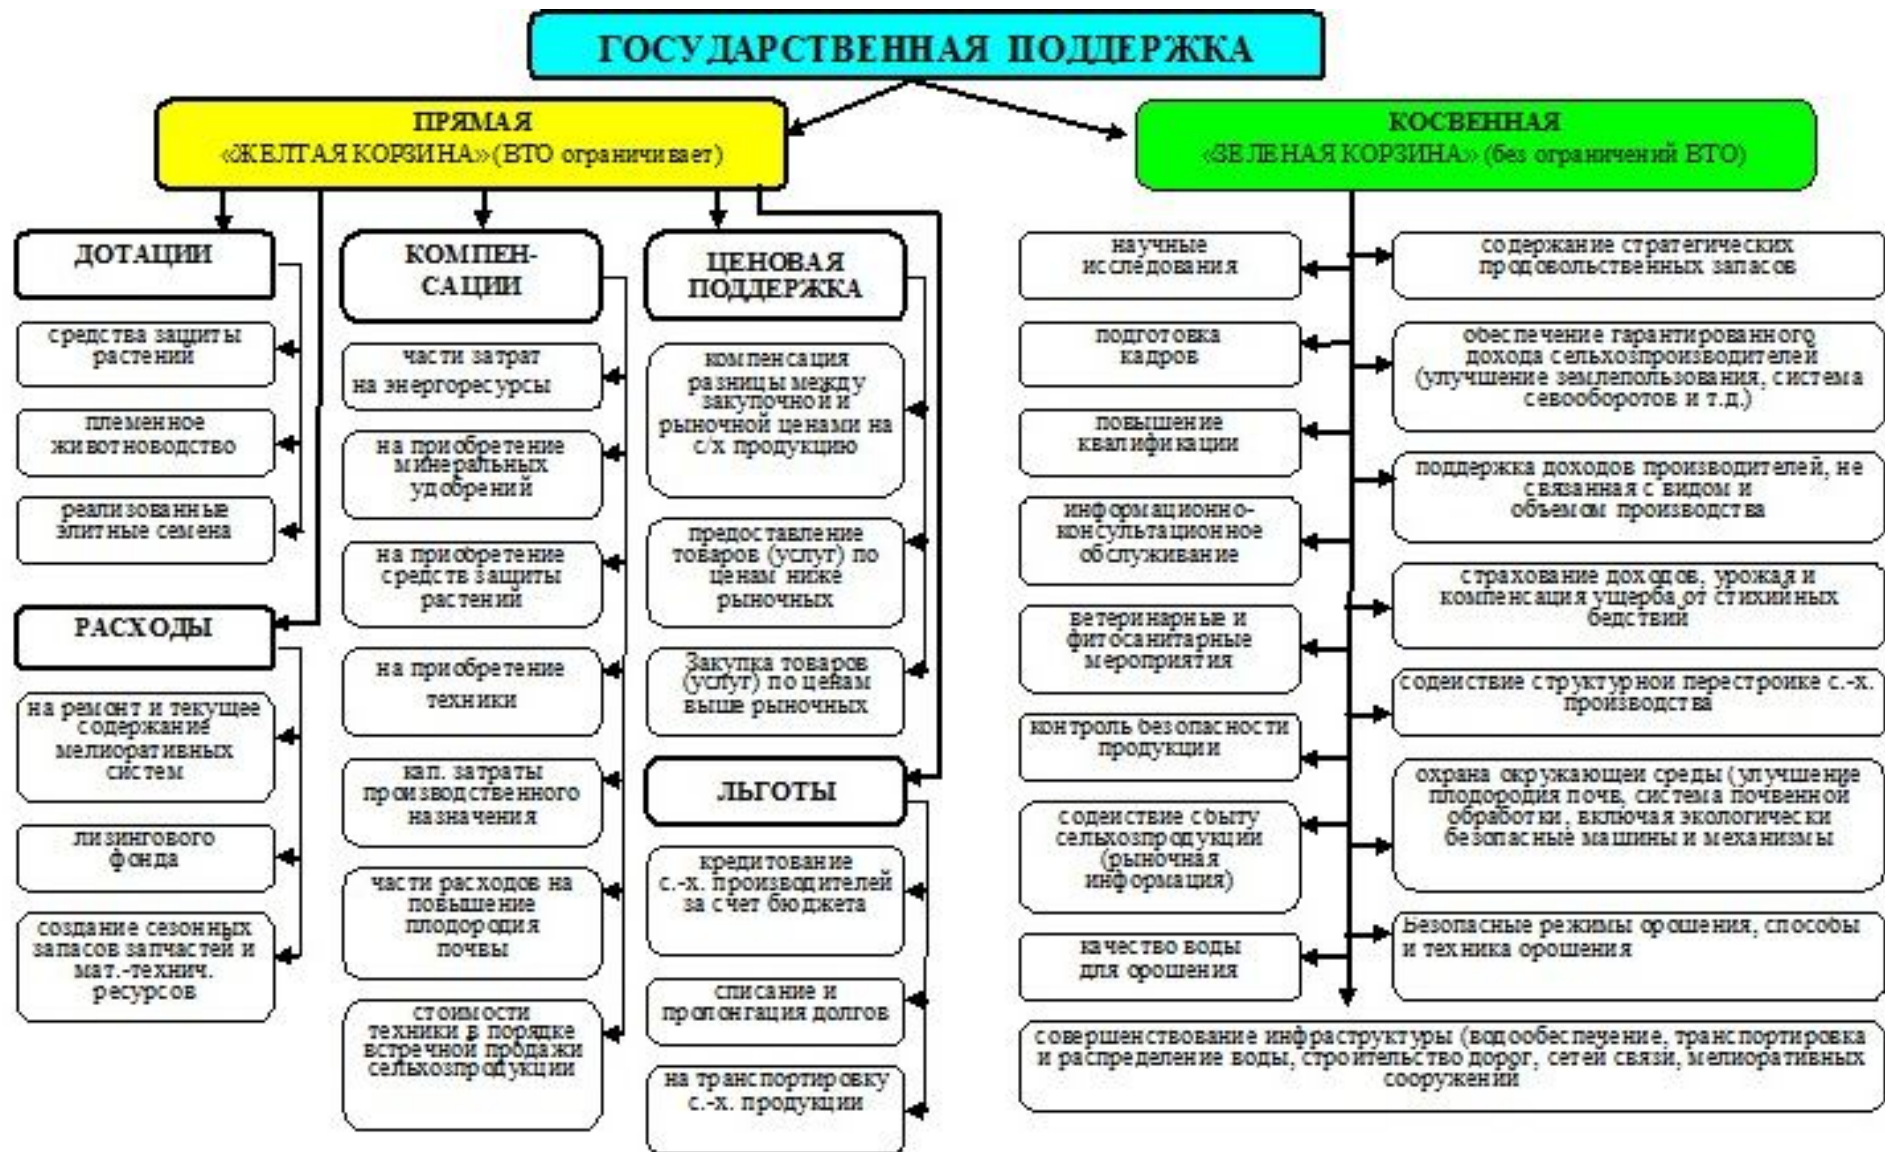 ГОСУДАРСТВЕННАЯ ПОДДЕРЖКА
ПРЯМАЯ
«ЖЕЛТАЯ КОРЗИНА» (ВТО ограничивает)
КОСВЕННАЯ
«ЗЕЛЕНАЯ КОРЗИНА» (без ограничений ВТО)
ДОТАЦИИ
средства защиты
растений
племенное
животноводство
реализованные
элитные семена
РАСХОДЫ
на ремонт и текущее
содержание
мелиоративных
систем
лизингового
фонда
создание сезонных
запасов запчастей и
мат.-технич.
ресурсов
КОМПЕН-
САЦИИ
части затрат
на энергоресурсы
на приобретение
минеральных
удобрений
на приобретение
средств защиты
растений
на приобретение
техники
кап. затраты
производственного
назначения
части расходов на
повышение
плодородия
почвы
стоимости
техники в порядке
встречной продажи
сельхозпродукции
ЦЕНОВАЯ
ПОДДЕРЖКА
компенсация
разницы между
закупочной и
рыночной ценами на
с/х продукцию
предоставление
товаров (услуг) по
ценам ниже
рыночных
Закупка товаров
(услуг) по ценам
выше рыночных
ЛЬГОТЫ
кредитование
с.-х. производителей
за счет бюджета
списание и
пролонгация долгов
на транспортировку
с.-х. продукции
научные
исследования
подготовка
кадров
повышение
квалификации
информационно-
консультационное
обслуживание
ветеринарные и
фитосанитарные
мероприятия
контроль безопасности
продукции
содействие сбыту
сельхозпродукции
(рыночная
информация)
качество воды
для орошения
содержание стратегических
продовольственных запасов
обеспечение гарантированного
дохода сельхозпроизводителей
(улучшение землепользования, система
севооборотов и т.д.)
поддержка доходов производителей, не
связанная с видом и
объемом производства
страхование доходов, урожая и
компенсация ущерба от стихийных
бедствий
содействие структурной перестройке с.-х.
производства
охрана окружающей среды (улучшение
плодородия почв, система почвенной
обработки, включая экологически
безопасные машины и механизмы
Безопасные режимы орошения, способы
и техника орошения
совершенствование инфраструктуры (водообеспечение, транспортировка
и распределение воды, строительство дорог, сетей связи, мелиоративных
сооружений